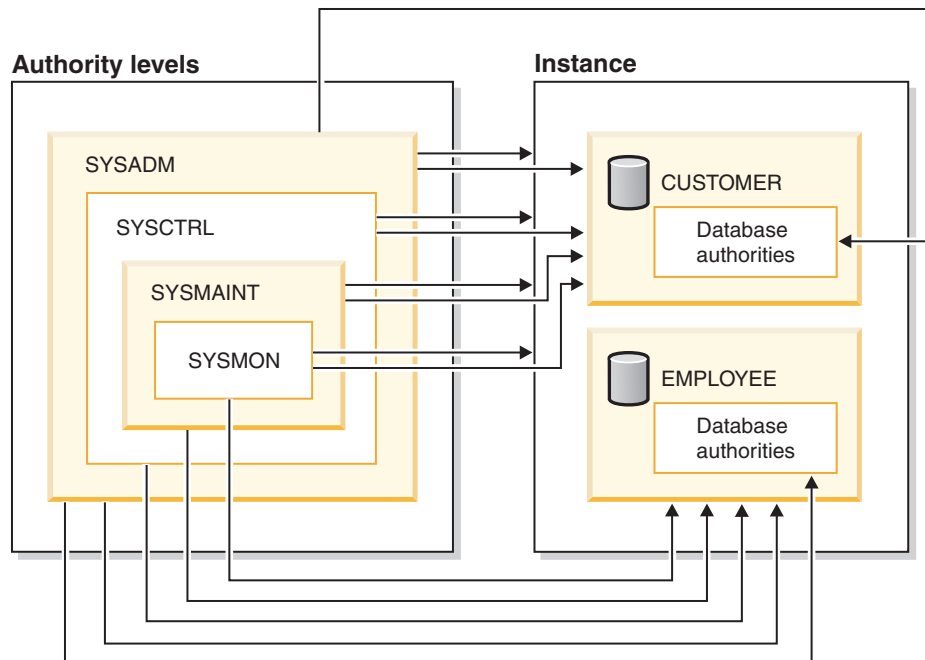 Authority levels
SYSADM
SYSCTRL
SYSMAINT
SYSMON
Instance
CUSTOMER
Database
authorities
EMPLOYEE
Database
authorities